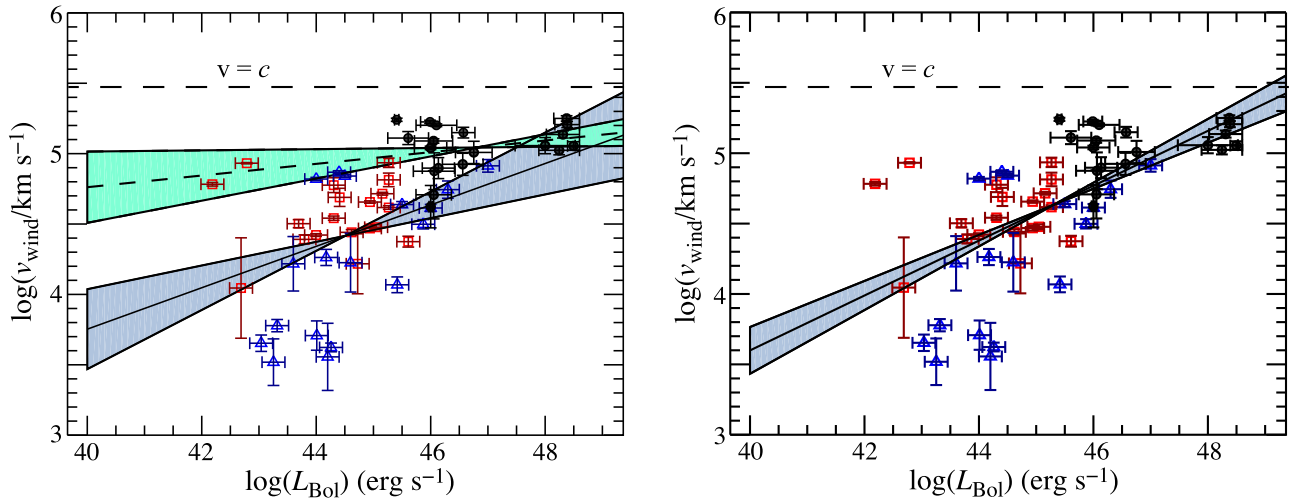 6
v = c
5
log(v_wind/km s⁻¹)
4
3
40 42 44 46 48
log(L_Bol) (erg s⁻¹)
6
v = c
5
log(v_wind/km s⁻¹)
4
3
40 42 44 46 48
log(L_Bol) (erg s⁻¹)